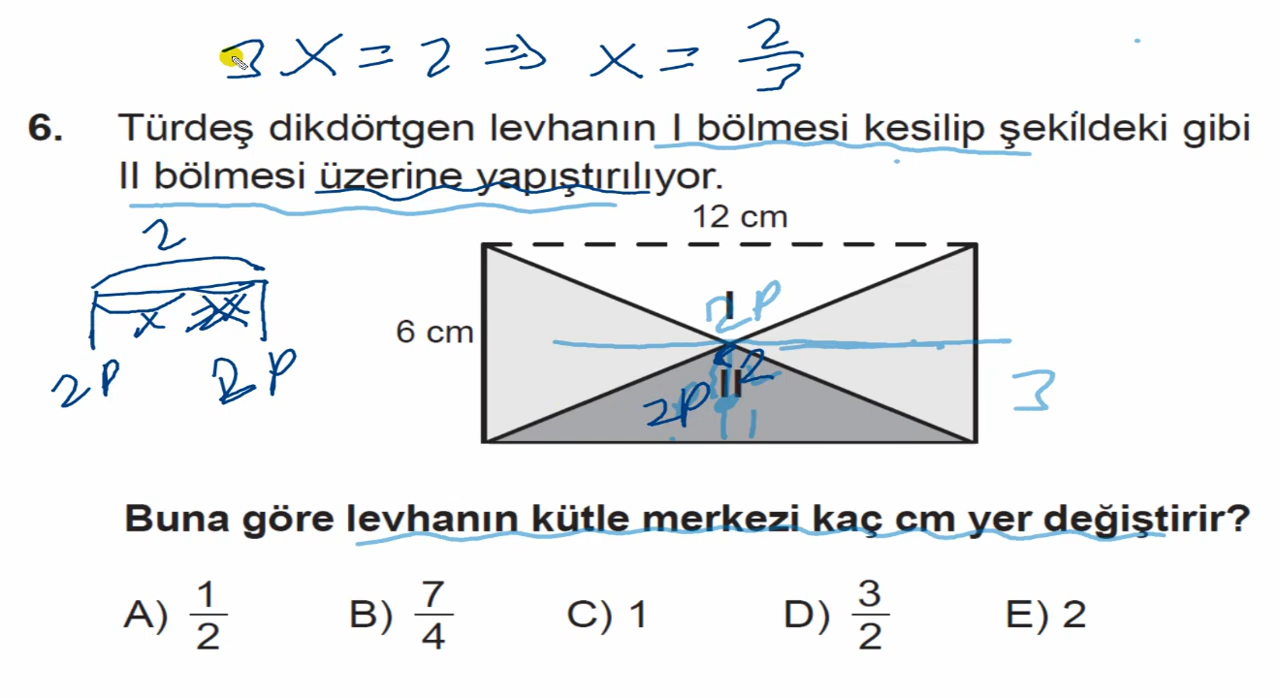 3x = 2 ⇒ x = 2/3
6. Türdeş dikdörtgen levhanın I bölmesi kesilip şekildeki gibi
II bölmesi üzerine yapıştırılıyor.
12 cm
2
x
2P 2P
6 cm
I
2P
II
2
2P
1
3
Buna göre levhanın kütle merkezi kaç cm yer değiştirir?
A) 1/2 B) 7/4 C) 1 D) 3/2 E) 2